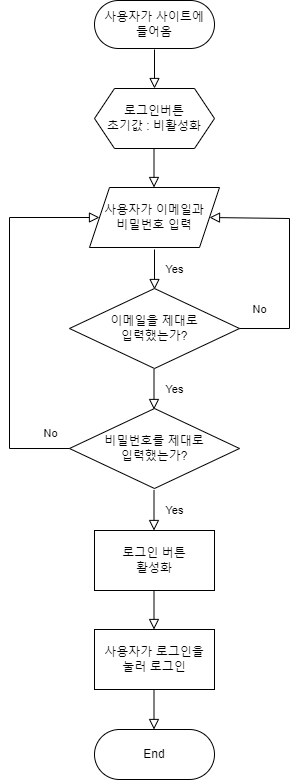 사용자가 사이트에
들어옴
로그인버튼
초기값 : 비활성화
사용자가 이메일과
비밀번호 입력
Yes
이메일을 제대로
입력했는가?
No
Yes
비밀번호를 제대로
입력했는가?
No
Yes
로그인 버튼
활성화
사용자가 로그인을
눌러 로그인
End